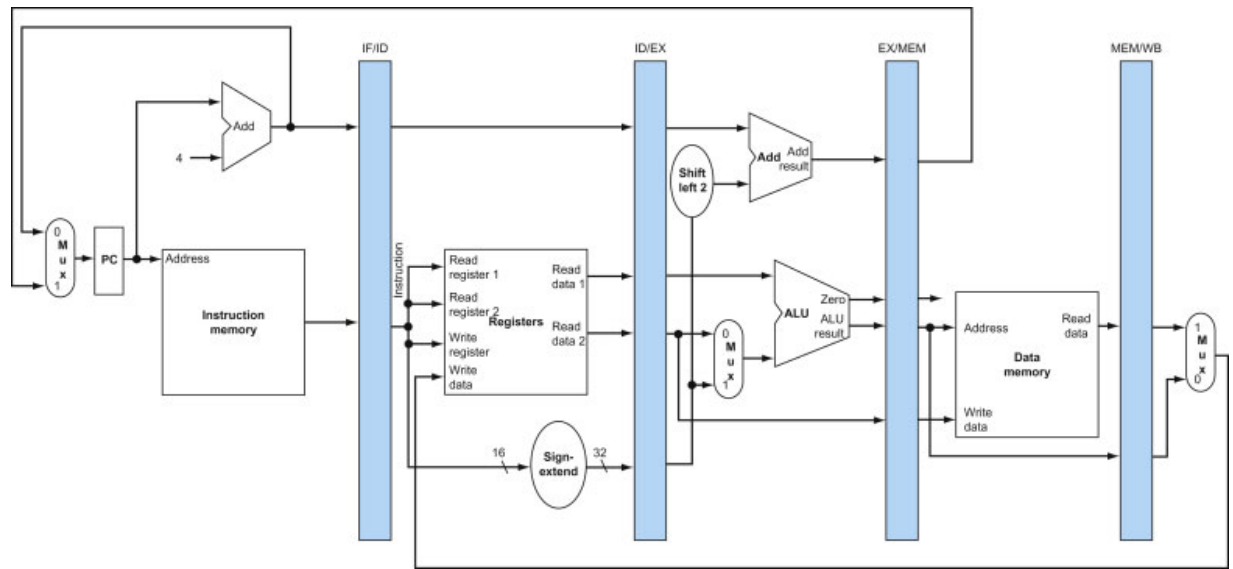 IF/ID
ID/EX
EX/MEM
MEM/WB
Add
4
Add
Add
result
Shift
left 2
0
M
u
x
1
PC
Address
Instruction
memory
Instruction
Read
register 1
Read
register 2
Registers
Write
register
Write
data
Read
data 1
Read
data 2
0
M
u
x
1
Zero
ALU
ALU
result
Address
Read
data
Data
memory
Write
data
1
M
u
x
0
16
Sign-
extend
32